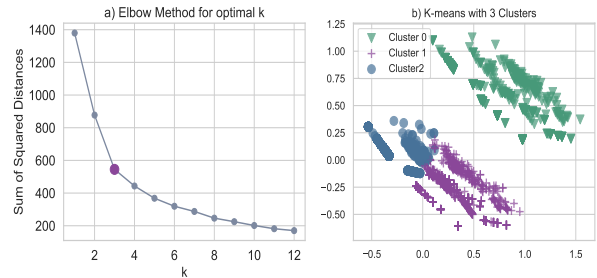 a) Elbow Method for optimal k
1400
1200
1000
800
600
400
200
Sum of Squared Distances
2 4 6 8 10 12
k
b) K-means with 3 Clusters
1.25
1.00
0.75
0.50
0.25
0.00
−0.25
−0.50
Cluster 0
Cluster 1
Cluster2
−0.5 0.0 0.5 1.0 1.5